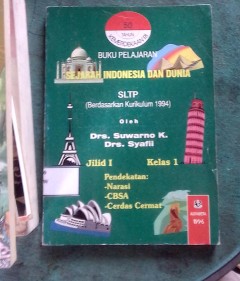 50
BUKU PELAJARAN
SEJARAH INDONESIA DAN DUNIA
SLTP
(Berdasarkan Kurikulum 1994)
Oleh
Drs. Suwarno K.
Drs. Syafii
Jilid I Kelas 1
Pendekatan:
-Narasi
-CBSA
-Cerdas Cermat